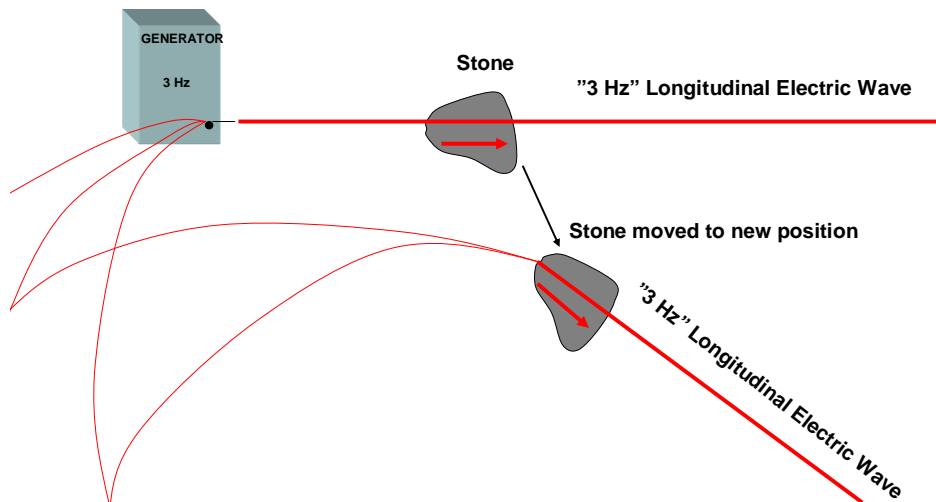 GENERATOR
3 Hz
Stone
”3 Hz” Longitudinal Electric Wave
Stone moved to new position
”3 Hz” Longitudinal Electric Wave